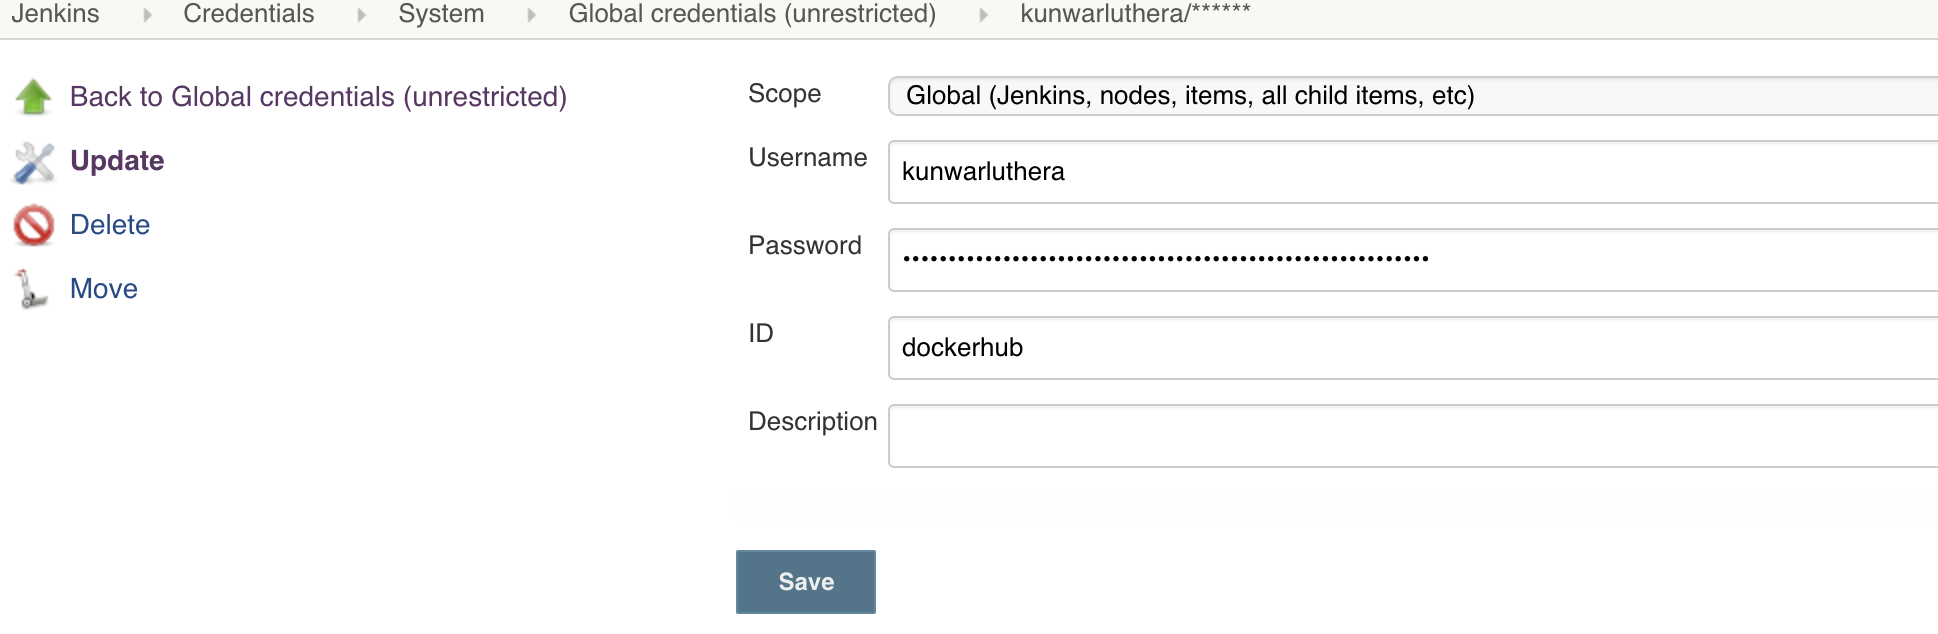 Jenkins Credentials System Global credentials (unrestricted) kunwarluthera/******
Back to Global credentials (unrestricted)
Update
Delete
Move
Scope Global (Jenkins, nodes, items, all child items, etc)
Username kunwarluthera
Password ••••••••••••••••••••••••••••••••••••••••••••••••••••••••••
ID dockerhub
Description
Save